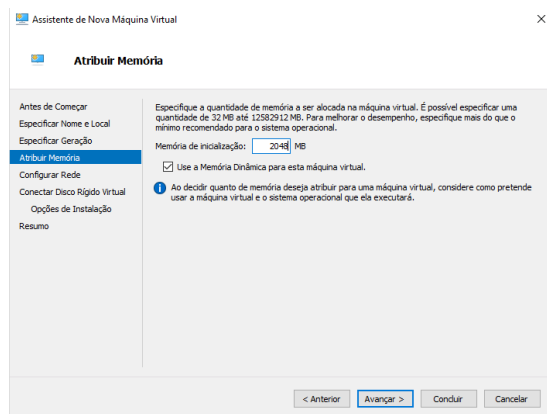 Assistente de Nova Máquina Virtual
Atribuir Memória
Antes de Começar
Especificar Nome e Local
Especificar Geração
Atribuir Memória
Configurar Rede
Conectar Disco Rígido Virtual
Opções de Instalação
Resumo
Especifique a quantidade de memória a ser alocada na máquina virtual. É possível especificar uma
quantidade de 32 MB até 12582912 MB. Para melhorar o desempenho, especifique mais do que o
mínimo recomendado para o sistema operacional.
Memória de inicialização: 2048 MB
Use a Memória Dinâmica para esta máquina virtual.
Ao decidir quanto de memória deseja atribuir para uma máquina virtual, considere como pretende
usar a máquina virtual e o sistema operacional que ela executará.
< Anterior Avançar > Concluir Cancelar